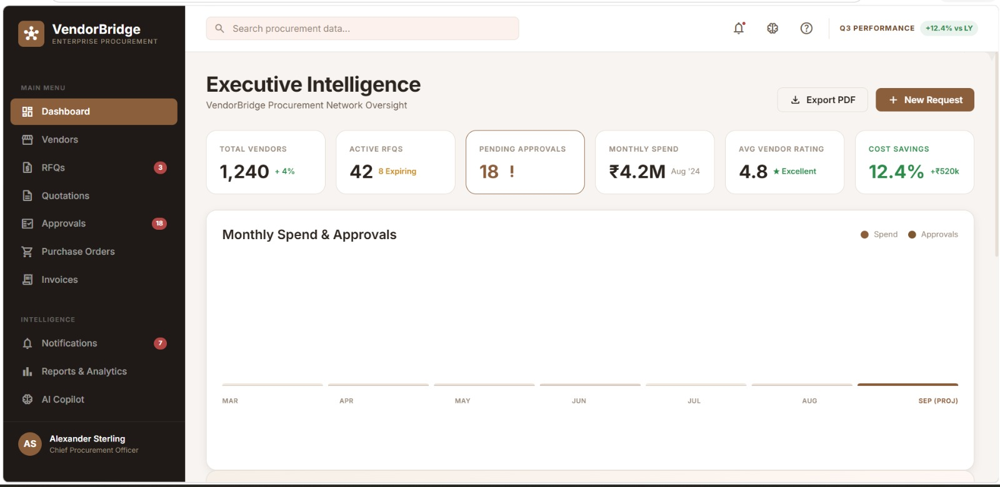 VendorBridge
ENTERPRISE PROCUREMENT
MAIN MENU
Dashboard
Vendors
RFQs 3
Quotations
Approvals 18
Purchase Orders
Invoices
INTELLIGENCE
Notifications 7
Reports & Analytics
AI Copilot
AS
Alexander Sterling
Chief Procurement Officer
Search procurement data...
Q3 PERFORMANCE +12.4% vs LY
Executive Intelligence
VendorBridge Procurement Network Oversight
Export PDF
+ New Request
TOTAL VENDORS
1,240 + 4%
ACTIVE RFQS
42 8 Expiring
PENDING APPROVALS
18 !
MONTHLY SPEND
₹4.2M Aug '24
AVG VENDOR RATING
4.8 ★ Excellent
COST SAVINGS
12.4% +₹520k
Monthly Spend & Approvals
Spend Approvals
MAR APR MAY JUN JUL AUG SEP (PROJ)